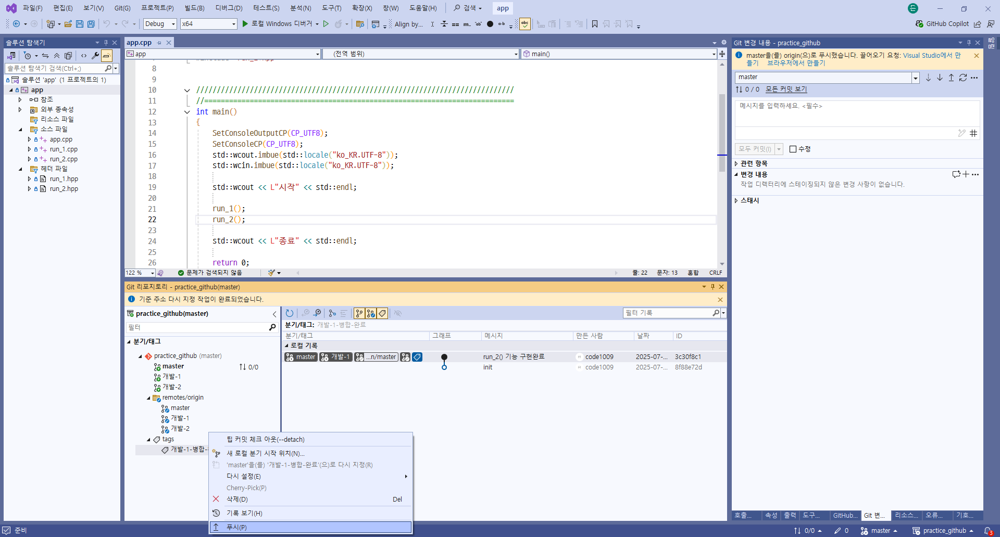 파일(F) 편집(E) 보기(V) Git(G) 프로젝트(P) 빌드(B) 디버그(D) 테스트(S) 분석(N) 도구(T) 확장(X) 창(W) 도움말(H) 검색 app
Debug x64 로컬 Windows 디버거 Align by... GitHub Copilot
솔루션 탐색기
솔루션 탐색기 검색(Ctrl+;)
솔루션 'app' (1 프로젝트의 1)
app
참조
외부 종속성
리소스 파일
소스 파일
app.cpp
run_1.cpp
run_2.cpp
헤더 파일
run_1.hpp
run_2.hpp
app.cpp
app (전역 범위) main()
8
9
10 //////////////////////////////////////////////////////////////////////////////
11 //===========================================================================
12 int main()
13 {
14 SetConsoleOutputCP(CP_UTF8);
15 SetConsoleCP(CP_UTF8);
16 std::wcout.imbue(std::locale("ko_KR.UTF-8"));
17 std::wcin.imbue(std::locale("ko_KR.UTF-8"));
18
19 std::wcout << L"시작" << std::endl;
20
21 run_1();
22 run_2();
23
24 std::wcout << L"종료" << std::endl;
25
26 return 0;
122 % 문제가 검색되지 않음 줄: 22 문자: 13 혼합 CRLF
Git 리포지토리 - practice_github(master)
기준 주소 다시 지정 작업이 완료되었습니다.
practice_github(master)
필터
분기/태그
practice_github (master)
master 0/0
개발-1
개발-2
remotes/origin
master
개발-1
개발-2
tags
개발-1-병합-
필터 기록
분기/태그: 개발-1-병합-완료
분기/태그 그래프 메시지 만든 사람 날짜 ID
로컬 기록
master 개발-1 ...n/master run_2() 기능 구현완료 code1009 2025-07-... 3c30f8c1
init code1009 2025-07-... 8f88e72d
팁 커밋 체크 아웃(--detach)
새 로컬 분기 시작 위치(N)...
'master'을(를) '개발-1-병합-완료'(으)로 다시 지정(R)
다시 설정(E)
Cherry-Pick(P)
삭제(D) Del
기록 보기(H)
푸시(P)
Git 변경 내용 - practice_github
master을(를) origin(으)로 푸시했습니다. 끌어오기 요청: Visual Studio에서 만
들기 브라우저에서 만들기
master
0 / 0 모든 커밋 보기
메시지를 입력하세요. <필수>
모두 커밋(I) 수정
관련 항목
변경 내용
작업 디렉터리에 스테이징되지 않은 변경 사항이 없습니다.
스태시
호출... 속성 출력 도구... GitHub... Git 변... 리소스... 오류... 기호...
알림
준비 0/0 0 master practice_github 3